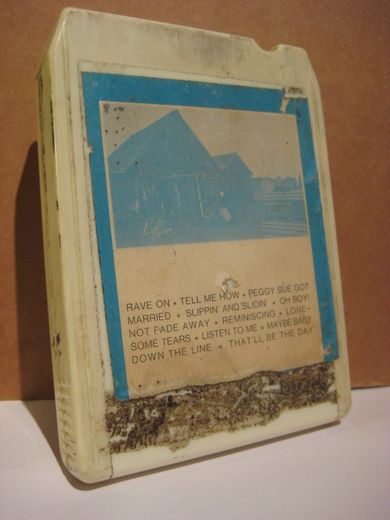 RAVE ON • TELL ME HOW • PEGGY SUE GOT
MARRIED • SLIPPIN' AND 'SLIDIN' • OH BOY!
NOT FADE AWAY • REMINISCING • LONE-
SOME TEARS • LISTEN TO ME • MAYBE BABY
DOWN THE LINE • THAT'LL BE THE DAY